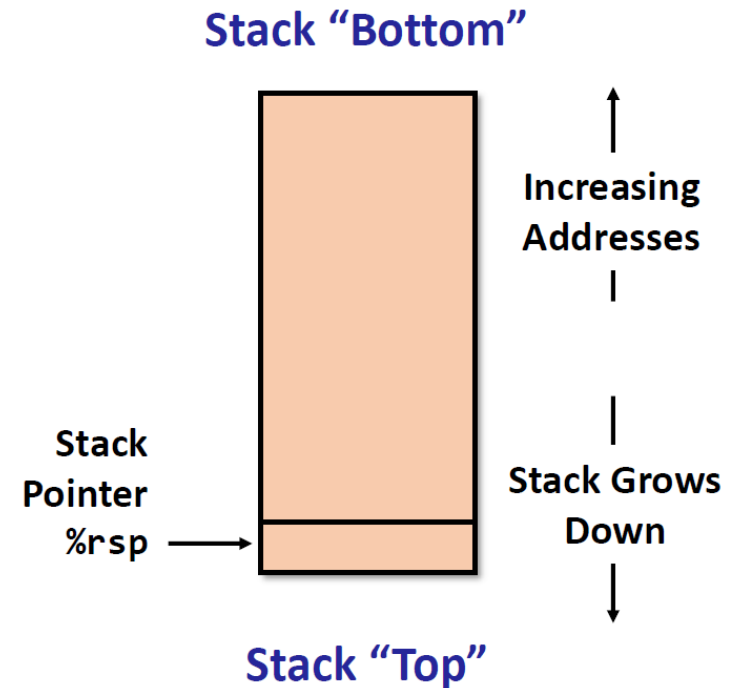 Stack “Bottom”
Increasing
Addresses
Stack
Pointer
%rsp
Stack Grows
Down
Stack “Top”